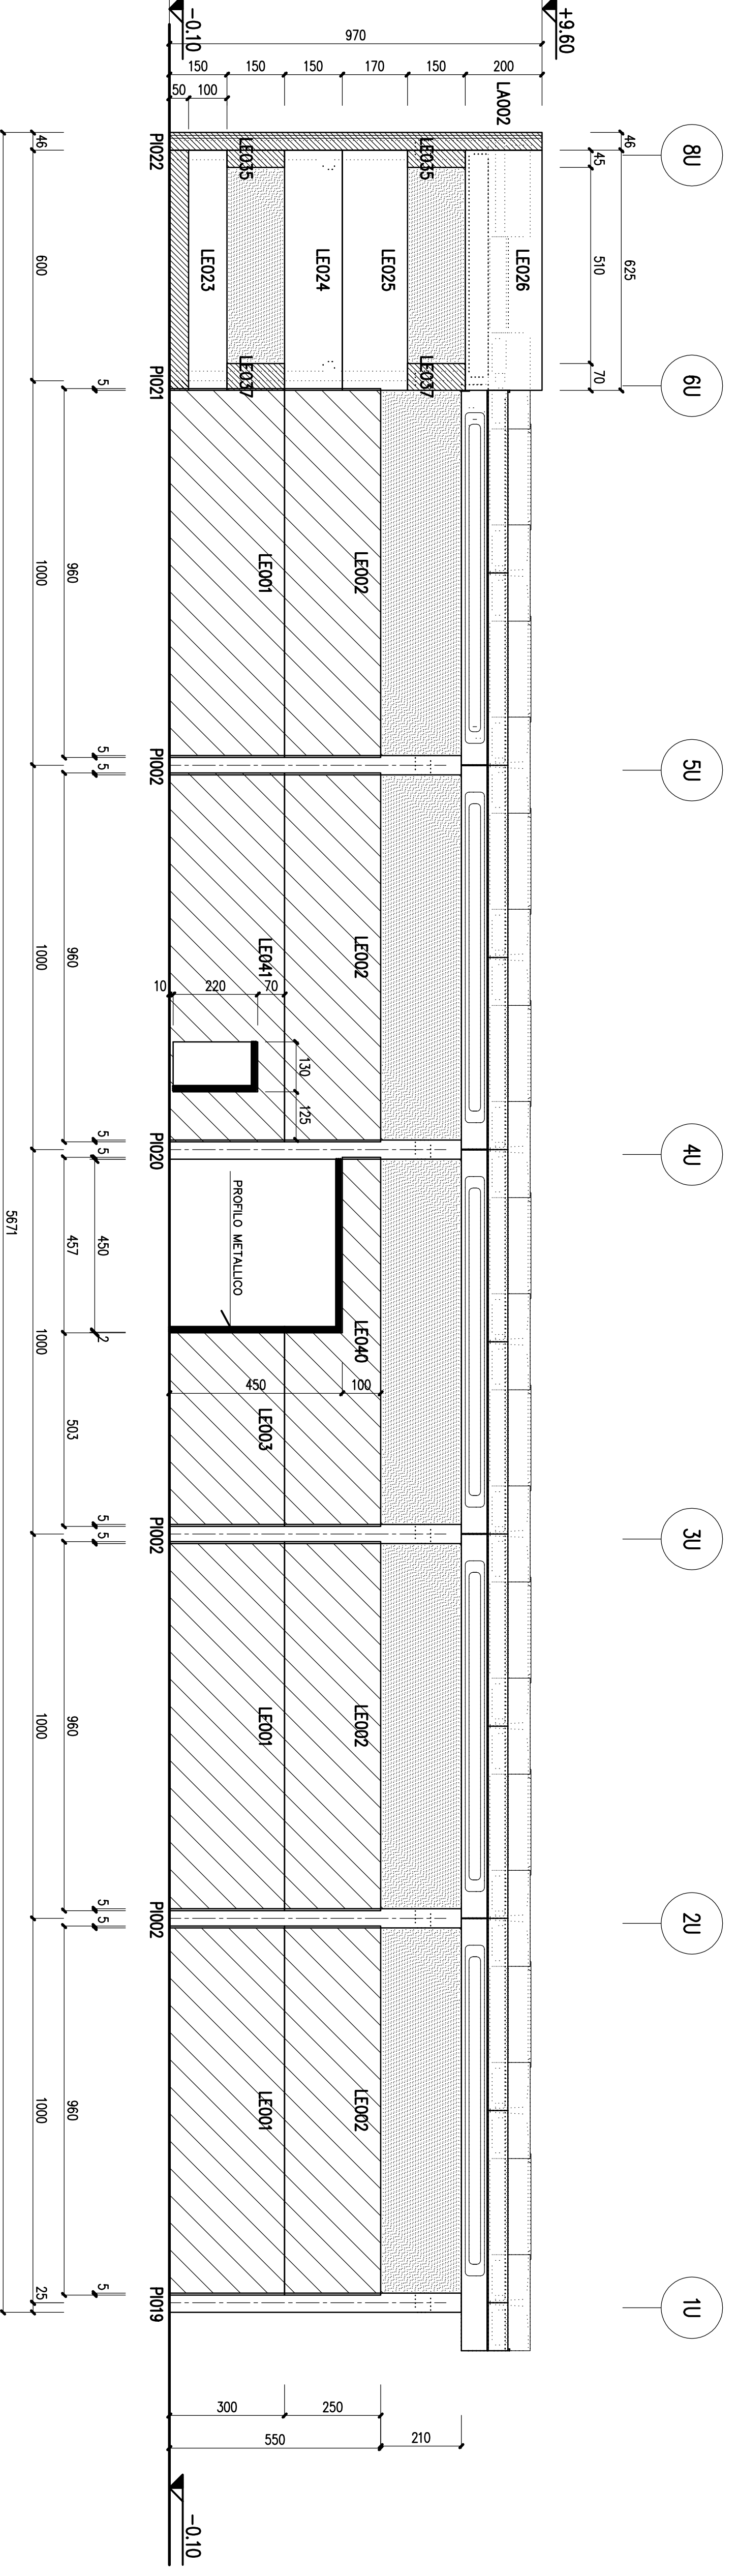 8U
6U
5U
4U
3U
2U
1U
+9.60
-0.10
970
150
150
150
170
150
200
50
100
LA002
46
625
45
510
70
LE026
LE035
LE035
LE025
LE024
LE023
LE037
LE037
LE002
LE001
LE002
LE041
LE040
LE003
LE002
LE001
LE002
LE001
10
220
70
130
125
PROFILO METALLICO
450
100
300
250
550
210
-0.10
PI022
PI021
PI002
PI020
PI002
PI002
PI019
5
5
5
5
5
450
2
5
5
5
5
5
960
960
457
503
960
960
46
600
1000
1000
1000
1000
1000
25
5671